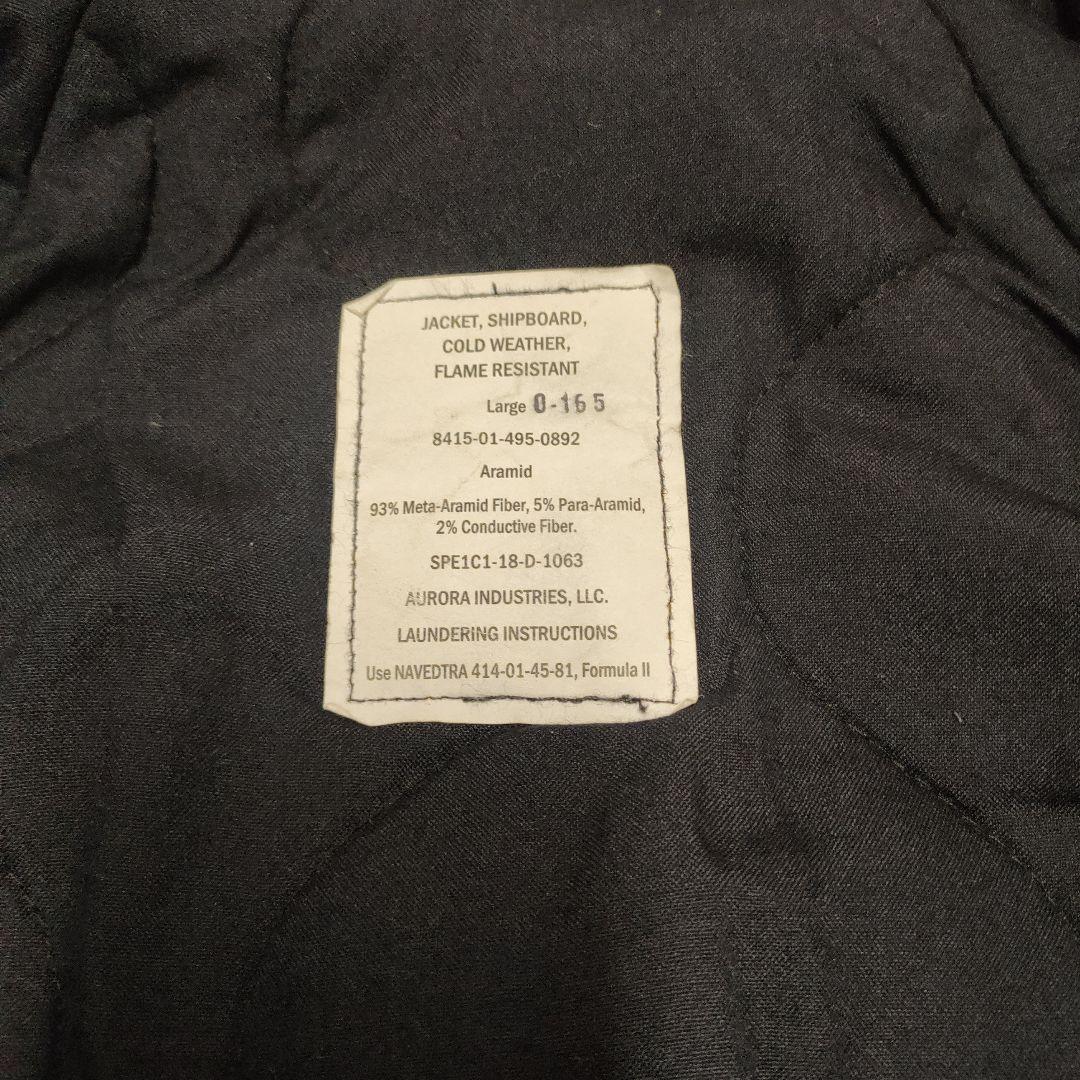 JACKET, SHIPBOARD,
COLD WEATHER,
FLAME RESISTANT
Large 0-165
8415-01-495-0892
Aramid
93% Meta-Aramid Fiber, 5% Para-Aramid,
2% Conductive Fiber.
SPE1C1-18-D-1063
AURORA INDUSTRIES, LLC.
LAUNDERING INSTRUCTIONS
Use NAVEDTRA 414-01-45-81, Formula II